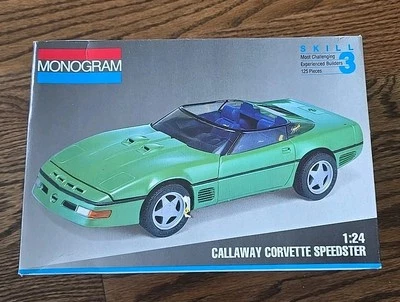 MONOGRAM
SKILL
3
Most Challenging
Experienced Builders
125 Pieces
1:24
CALLAWAY CORVETTE SPEEDSTER